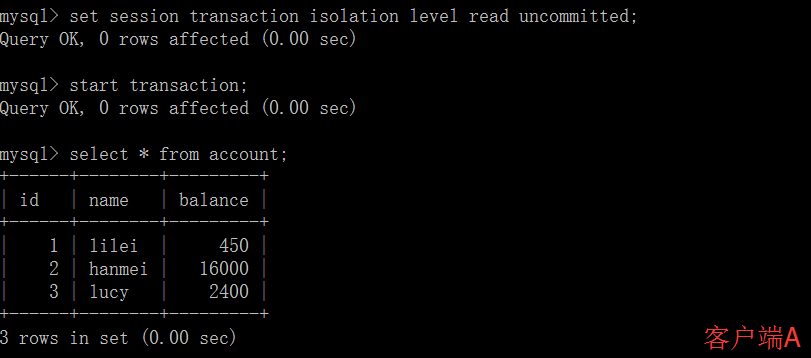 mysql> set session transaction isolation level read uncommitted;
Query OK, 0 rows affected (0.00 sec)
mysql> start transaction;
Query OK, 0 rows affected (0.00 sec)
mysql> select * from account;
+------+--------+---------+
| id   | name   | balance |
+------+--------+---------+
|    1 | lilei  |     450 |
|    2 | hanmei |   16000 |
|    3 | lucy   |    2400 |
+------+--------+---------+
3 rows in set (0.00 sec)
客户端A